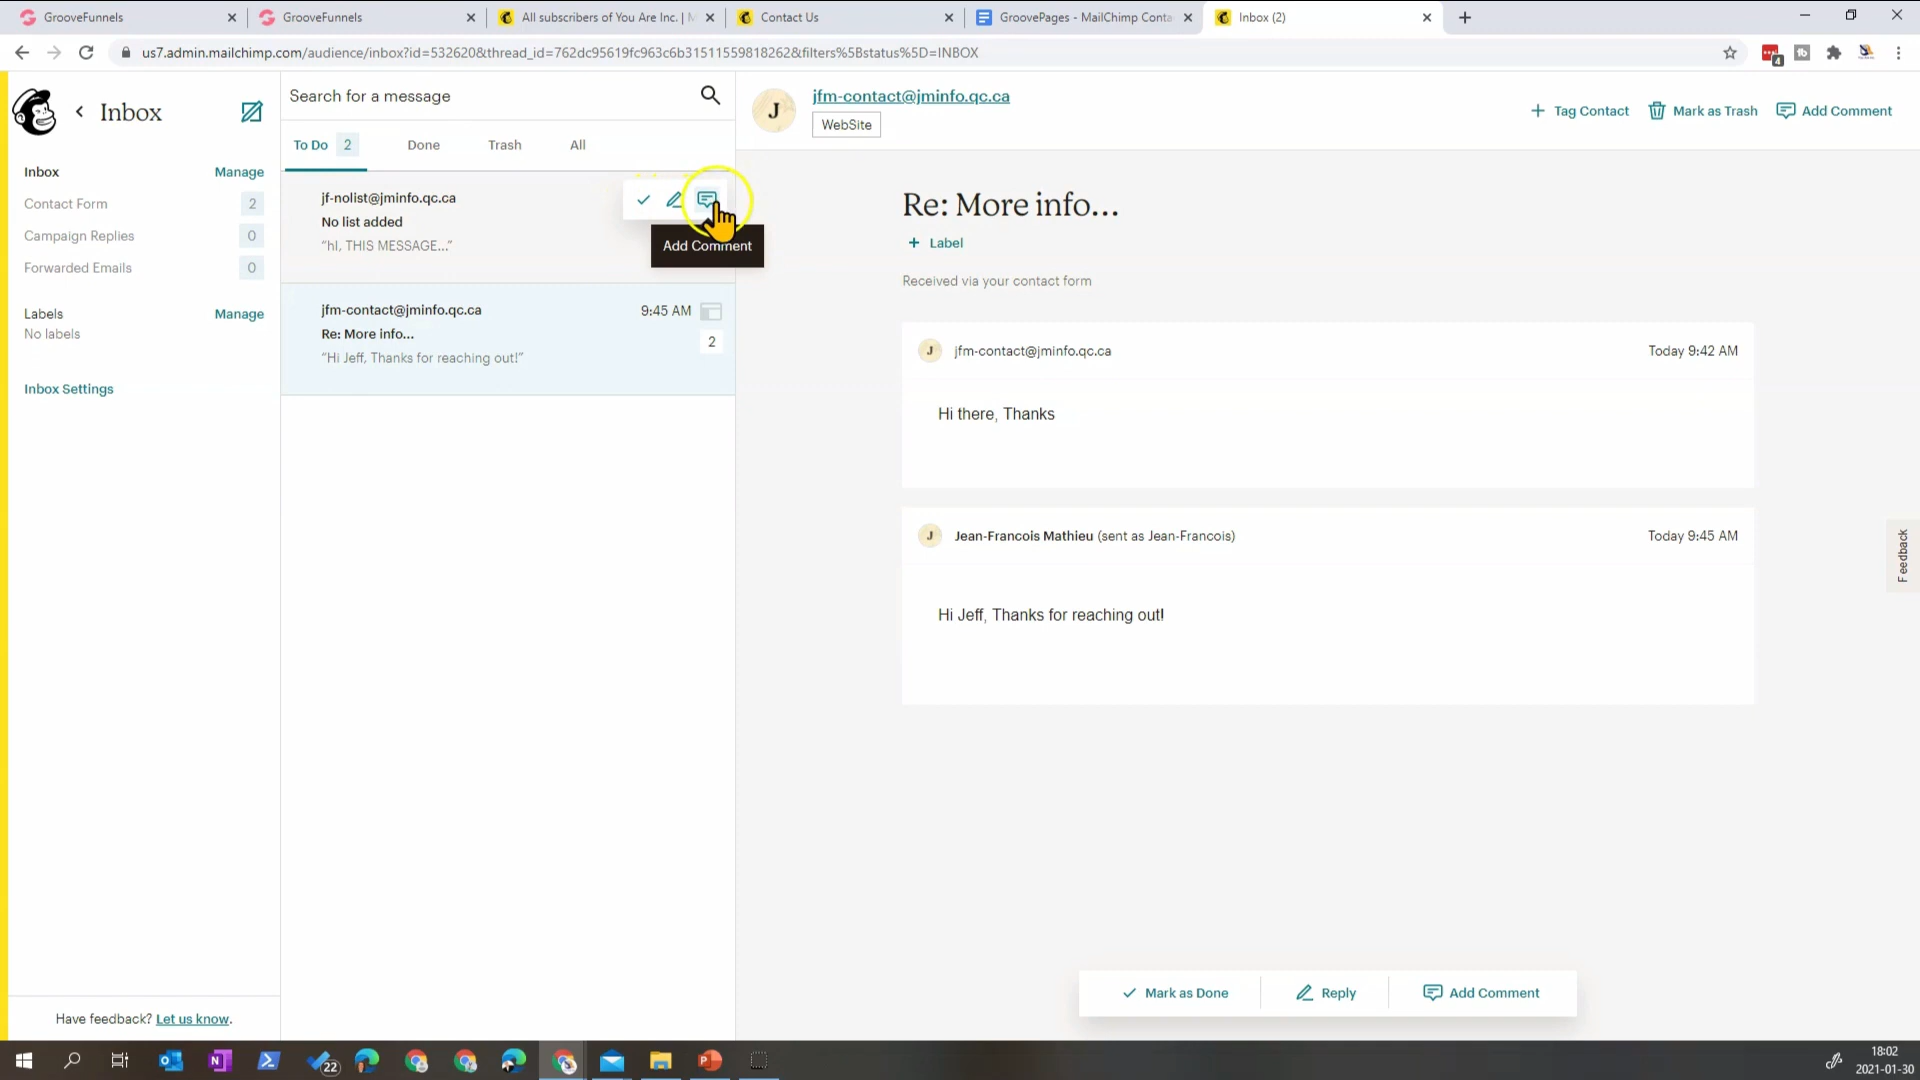 GrooveFunnels
GrooveFunnels
All subscribers of You Are Inc. | M
Contact Us
GroovePages - MailChimp Conta
Inbox (2)
us7.admin.mailchimp.com/audience/inbox?id=532620&thread_id=762dc95619fc963c6b31511559818262&filters%5Bstatus%5D=INBOX
4
Inbox
Inbox
Manage
Contact Form
2
Campaign Replies
0
Forwarded Emails
0
Labels
Manage
No labels
Inbox Settings
Have feedback? Let us know.
Search for a message
To Do 2
Done
Trash
All
jf-nolist@jminfo.qc.ca
No list added
"hI, THIS MESSAGE..."
Add Comment
jfm-contact@jminfo.qc.ca
9:45 AM
Re: More info...
2
"Hi Jeff, Thanks for reaching out!"
J
jfm-contact@jminfo.qc.ca
WebSite
+ Tag Contact
Mark as Trash
Add Comment
Re: More info...
+ Label
Received via your contact form
J
jfm-contact@jminfo.qc.ca
Today 9:42 AM
Hi there, Thanks
J
Jean-Francois Mathieu (sent as Jean-Francois)
Today 9:45 AM
Hi Jeff, Thanks for reaching out!
Feedback
Mark as Done
Reply
Add Comment
22
18:02
2021-01-30